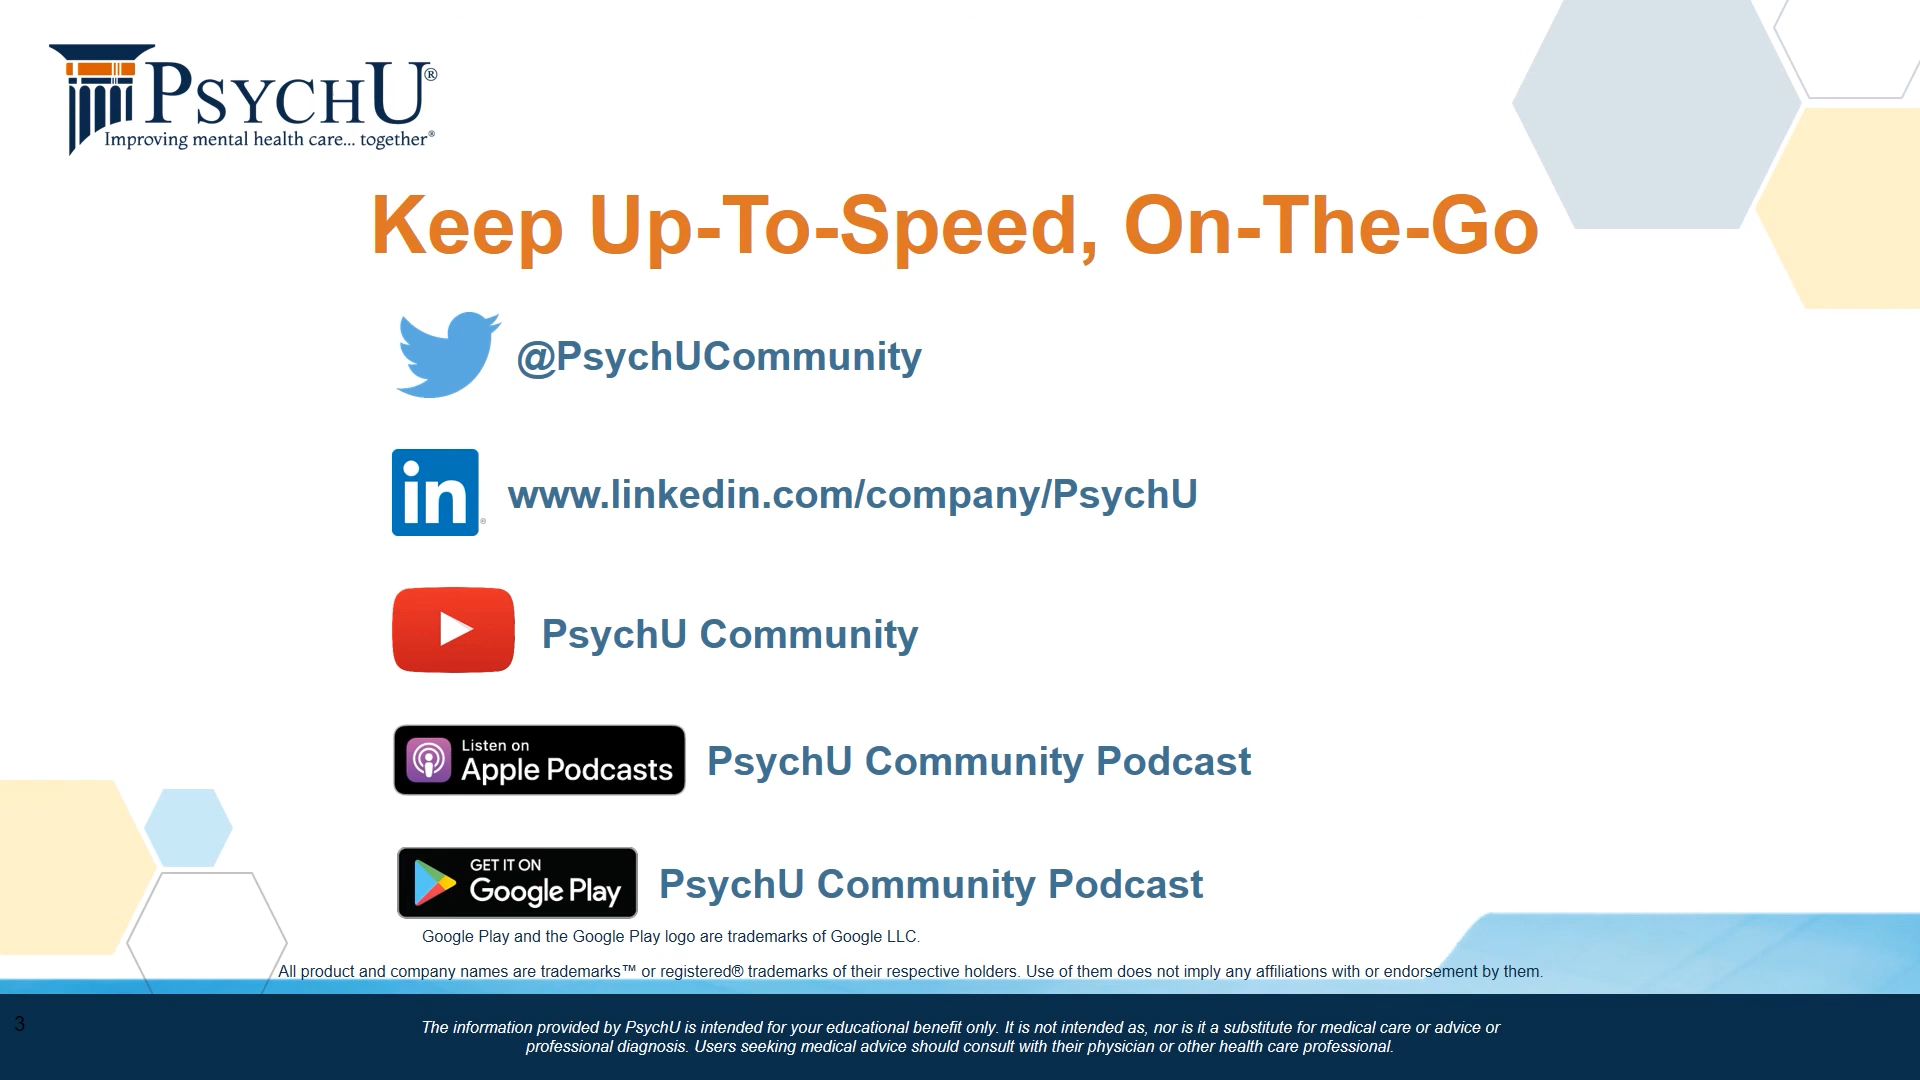 PSYCHU®
Improving mental health care... together®
Keep Up-To-Speed, On-The-Go
@PsychUCommunity
in®
www.linkedin.com/company/PsychU
PsychU Community
Listen on
Apple Podcasts
PsychU Community Podcast
GET IT ON
Google Play
PsychU Community Podcast
Google Play and the Google Play logo are trademarks of Google LLC.
All product and company names are trademarks™ or registered® trademarks of their respective holders. Use of them does not imply any affiliations with or endorsement by them.
3
The information provided by PsychU is intended for your educational benefit only. It is not intended as, nor is it a substitute for medical care or advice or
professional diagnosis. Users seeking medical advice should consult with their physician or other health care professional.